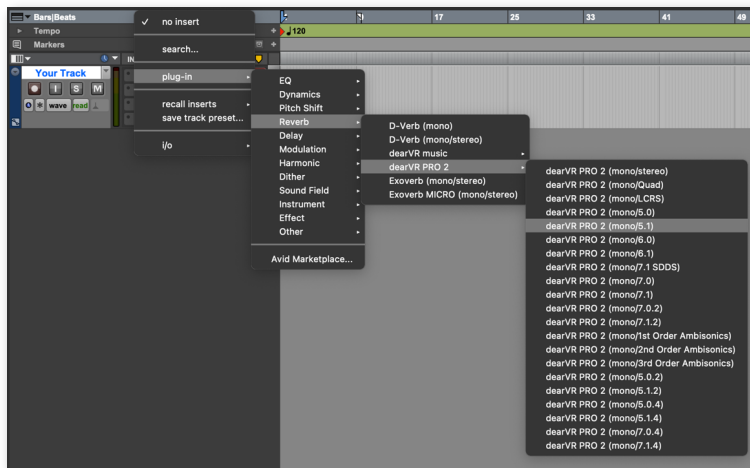 Bars|Beats
9
17
25
33
41
49
Tempo
+
♩120
Markers
+
IN
Your Track
I S M
wave read
✓ no insert
search...
plug-in
recall inserts
save track preset...
i/o
EQ
Dynamics
Pitch Shift
Reverb
Delay
Modulation
Harmonic
Dither
Sound Field
Instrument
Effect
Other
Avid Marketplace...
D-Verb (mono)
D-Verb (mono/stereo)
dearVR music
dearVR PRO 2
Exoverb (mono/stereo)
Exoverb MICRO (mono/stereo)
dearVR PRO 2 (mono/stereo)
dearVR PRO 2 (mono/Quad)
dearVR PRO 2 (mono/LCRS)
dearVR PRO 2 (mono/5.0)
dearVR PRO 2 (mono/5.1)
dearVR PRO 2 (mono/6.0)
dearVR PRO 2 (mono/6.1)
dearVR PRO 2 (mono/7.1 SDDS)
dearVR PRO 2 (mono/7.0)
dearVR PRO 2 (mono/7.1)
dearVR PRO 2 (mono/7.0.2)
dearVR PRO 2 (mono/7.1.2)
dearVR PRO 2 (mono/1st Order Ambisonics)
dearVR PRO 2 (mono/2nd Order Ambisonics)
dearVR PRO 2 (mono/3rd Order Ambisonics)
dearVR PRO 2 (mono/5.0.2)
dearVR PRO 2 (mono/5.1.2)
dearVR PRO 2 (mono/5.0.4)
dearVR PRO 2 (mono/5.1.4)
dearVR PRO 2 (mono/7.0.4)
dearVR PRO 2 (mono/7.1.4)